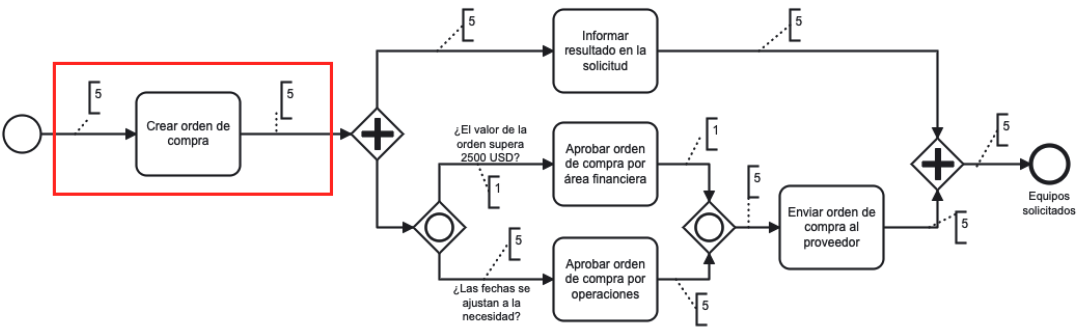 5
5
Crear orden de
compra
5
Informar
resultado en la
solicitud
5
¿El valor de la
orden supera
2500 USD?
1
Aprobar orden
de compra por
área financiera
1
5
¿Las fechas se
ajustan a la
necesidad?
Aprobar orden
de compra por
operaciones
5
5
Enviar orden de
compra al
proveedor
5
5
Equipos
solicitados